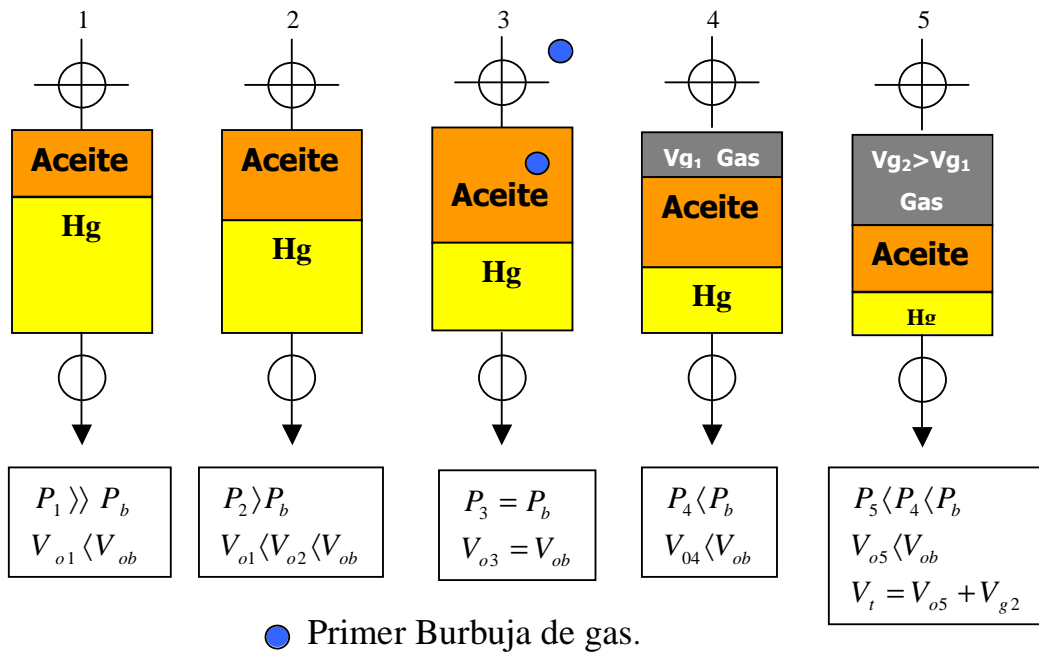 1
2
3
4
5
Aceite
Hg
Aceite
Hg
Aceite
Hg
Vg₁ Gas
Aceite
Hg
Vg₂>Vg₁
Gas
Aceite
Hg
P₁ ⟩⟩ P_b
V_o1 ⟨V_ob
P₂ ⟩P_b
V_o1 ⟨V_o2 ⟨V_ob
P₃ = P_b
V_o3 = V_ob
P₄ ⟨P_b
V_04 ⟨V_ob
P₅ ⟨P₄ ⟨P_b
V_o5 ⟨V_ob
V_t = V_o5 + V_g2
Primer Burbuja de gas.